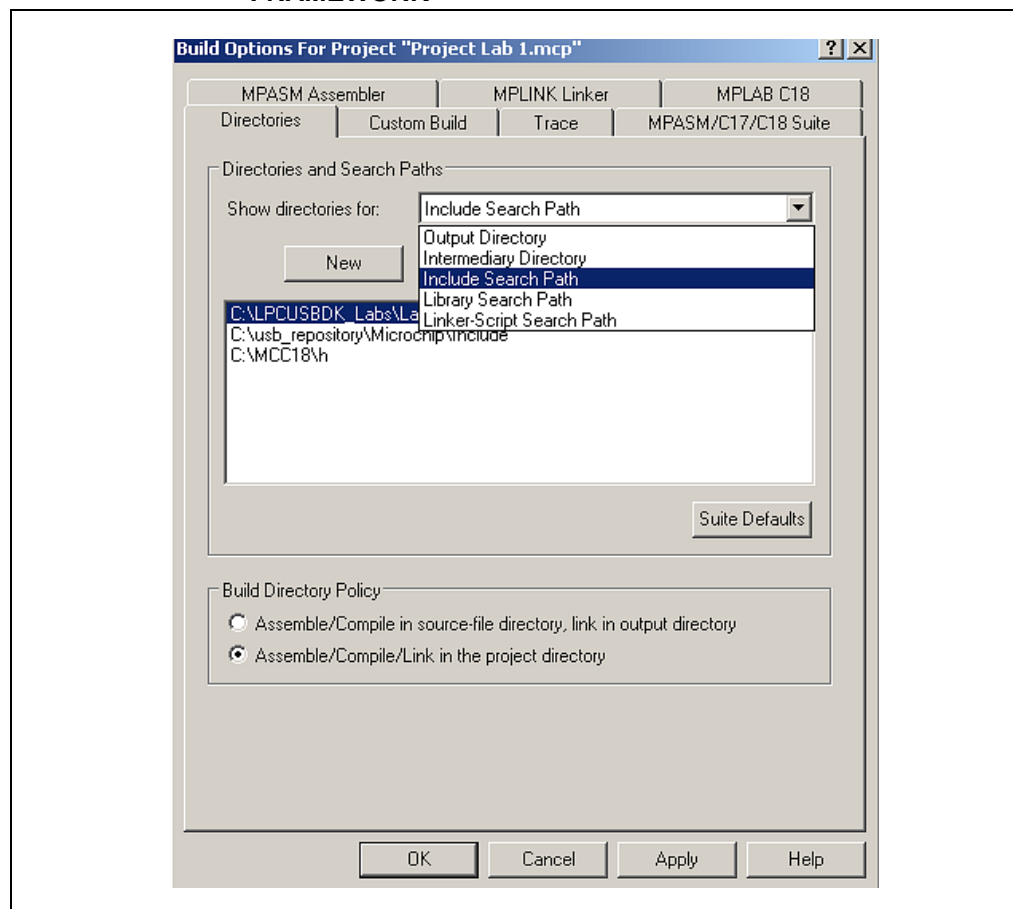 FRAMEWORK
Build Options For Project "Project Lab 1.mcp"
MPASM Assembler MPLINK Linker MPLAB C18
Directories Custom Build Trace MPASM/C17/C18 Suite
Directories and Search Paths
Show directories for: Include Search Path
Output Directory
New Intermediary Directory
Include Search Path
Library Search Path
Linker-Script Search Path
C:\LPCUSBDK_Labs\La
C:\usb_repository\Microchip\Include
C:\MCC18\h
Suite Defaults
Build Directory Policy
Assemble/Compile in source-file directory, link in output directory
Assemble/Compile/Link in the project directory
OK Cancel Apply Help